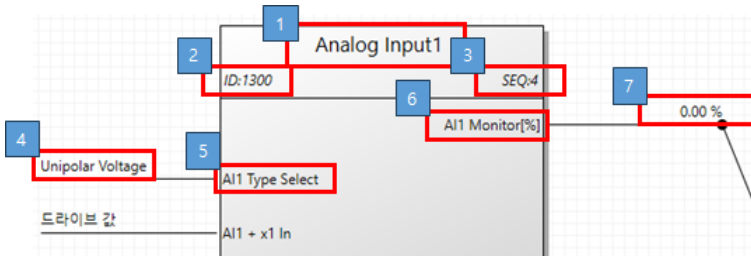 1
Analog Input1
2
3
ID:1300
SEQ:4
6
7
AI1 Monitor[%]
0.00 %
4
5
Unipolar Voltage
AI1 Type Select
드라이브 값
AI1 + x1 In